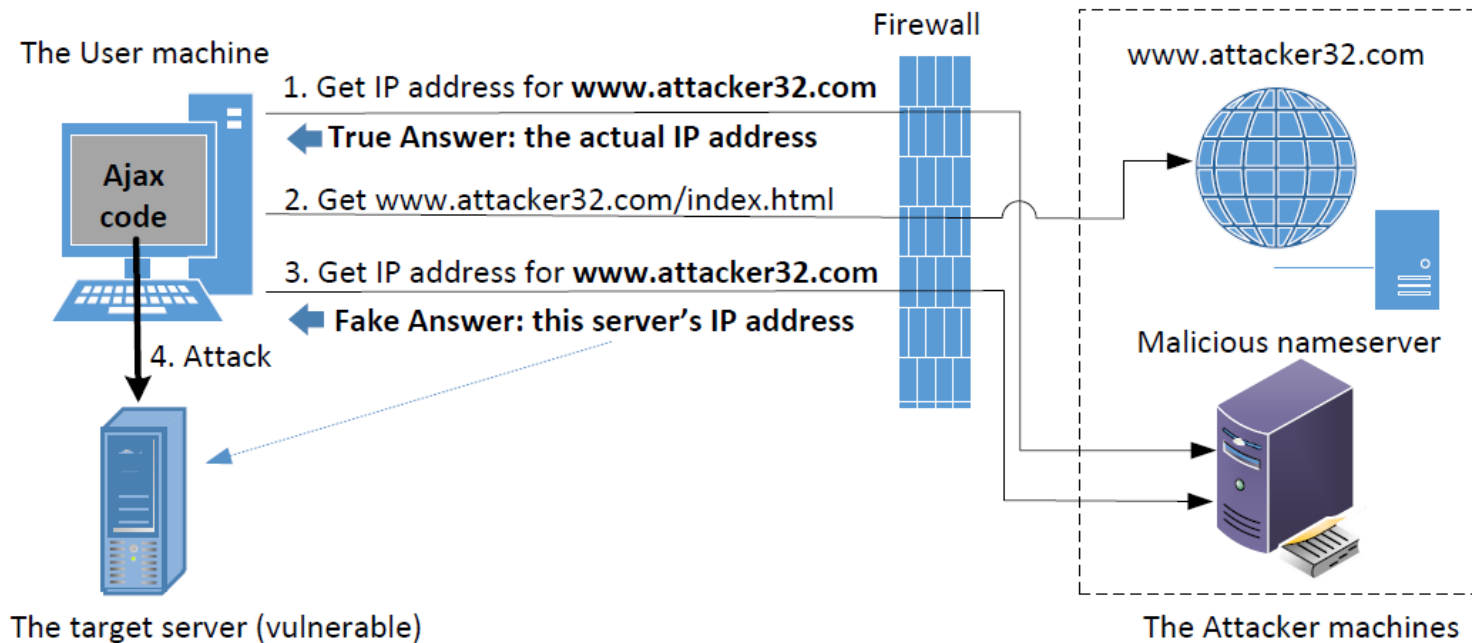 Firewall
The User machine
www.attacker32.com
1. Get IP address for www.attacker32.com
True Answer: the actual IP address
Ajax
code
2. Get www.attacker32.com/index.html
3. Get IP address for www.attacker32.com
Fake Answer: this server’s IP address
4. Attack
Malicious nameserver
The target server (vulnerable)
The Attacker machines